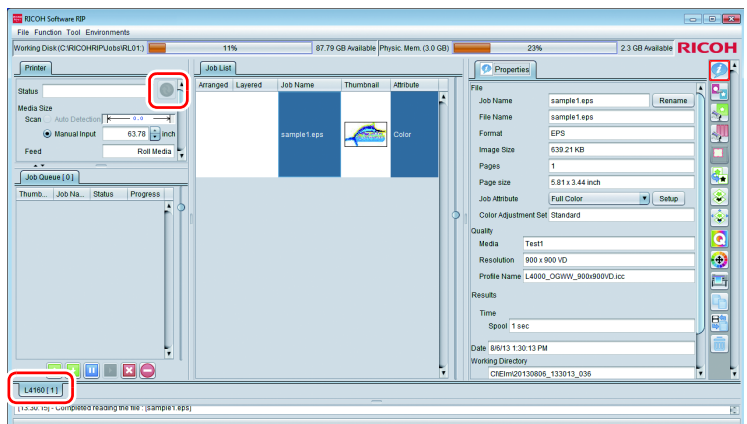 RICOH Software RIP
File Function Tool Environments
Working Disk (C:\RICOHRIP\Jobs\RL01:) 11% 87.79 GB Available Physic. Mem. (3.0 GB) 23% 2.3 GB Available RICOH
Printer
Status
Media Size
Scan Auto Detection 0.0
Manual Input 63.78 inch
Feed Roll Media
Job Queue [ 0 ]
Thumb... Job Na... Status Progress
L4160 [ 1 ]
Job List
Arranged Layered Job Name Thumbnail Attribute
sample1.eps Color
Properties
File
Job Name sample1.eps Rename
File Name sample1.eps
Format EPS
Image Size 639.21 KB
Pages 1
Page size 5.81 x 3.44 inch
Job Attribute Full Color Setup
Color Adjustment Set Standard
Quality
Media Test1
Resolution 900 x 900 VD
Profile Name L4000_OGWW_900x900VD.icc
Results
Time
Spool 1 sec
Date 8/6/13 1:30:13 PM
Working Directory
20130806_133013_036
[13:30:15] - Completed reading the file : [sample1.eps]